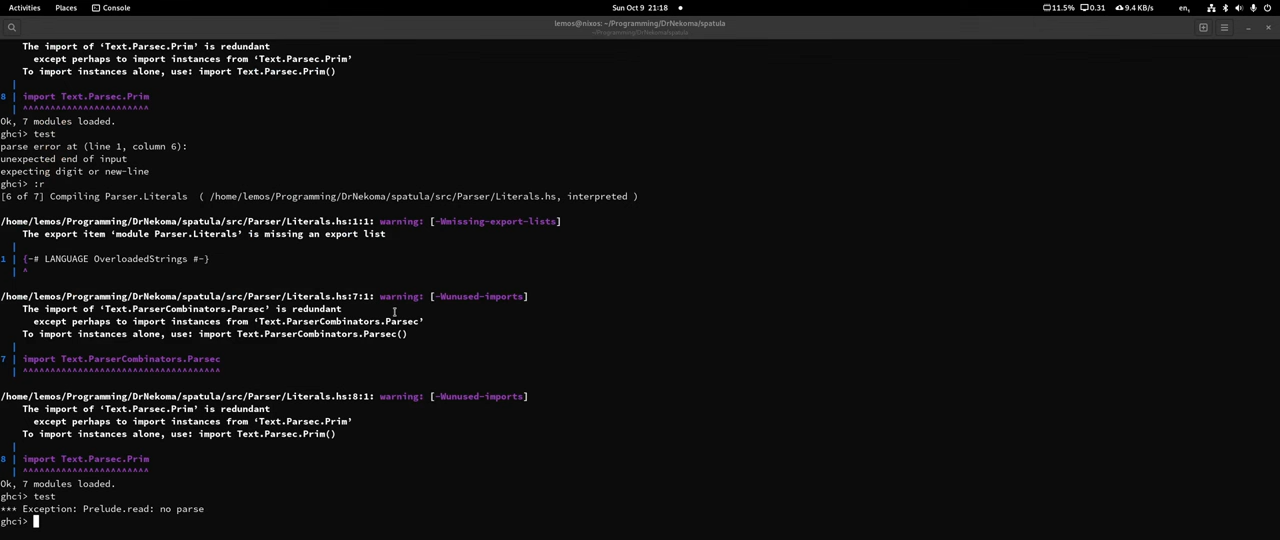 Activities Places Console Sun Oct 9 21:18 11.5% 0.31 9.4 KB/s en,
lemos@nixos: ~/Programming/DrNekoma/spatula
~/Programming/DrNekoma/spatula
The import of ‘Text.Parsec.Prim’ is redundant
except perhaps to import instances from ‘Text.Parsec.Prim’
To import instances alone, use: import Text.Parsec.Prim()
|
8 | import Text.Parsec.Prim
| ^^^^^^^^^^^^^^^^^^^^^^^
Ok, 7 modules loaded.
ghci> test
parse error at (line 1, column 6):
unexpected end of input
expecting digit or new-line
ghci> :r
[6 of 7] Compiling Parser.Literals ( /home/lemos/Programming/DrNekoma/spatula/src/Parser/Literals.hs, interpreted )
/home/lemos/Programming/DrNekoma/spatula/src/Parser/Literals.hs:1:1: warning: [-Wmissing-export-lists]
The export item ‘module Parser.Literals’ is missing an export list
|
1 | {-# LANGUAGE OverloadedStrings #-}
| ^
/home/lemos/Programming/DrNekoma/spatula/src/Parser/Literals.hs:7:1: warning: [-Wunused-imports]
The import of ‘Text.ParserCombinators.Parsec’ is redundant
except perhaps to import instances from ‘Text.ParserCombinators.Parsec’
To import instances alone, use: import Text.ParserCombinators.Parsec()
|
7 | import Text.ParserCombinators.Parsec
| ^^^^^^^^^^^^^^^^^^^^^^^^^^^^^^^^^^^^
/home/lemos/Programming/DrNekoma/spatula/src/Parser/Literals.hs:8:1: warning: [-Wunused-imports]
The import of ‘Text.Parsec.Prim’ is redundant
except perhaps to import instances from ‘Text.Parsec.Prim’
To import instances alone, use: import Text.Parsec.Prim()
|
8 | import Text.Parsec.Prim
| ^^^^^^^^^^^^^^^^^^^^^^^
Ok, 7 modules loaded.
ghci> test
*** Exception: Prelude.read: no parse
ghci>